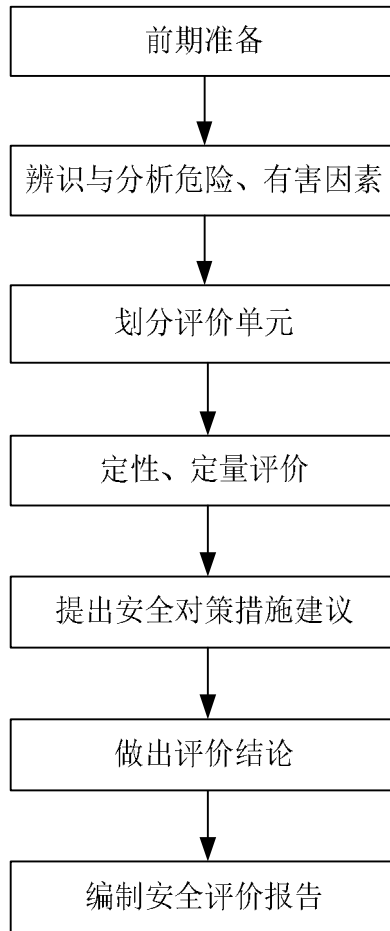 前期准备
辨识与分析危险、有害因素
划分评价单元
定性、定量评价
提出安全对策措施建议
做出评价结论
编制安全评价报告